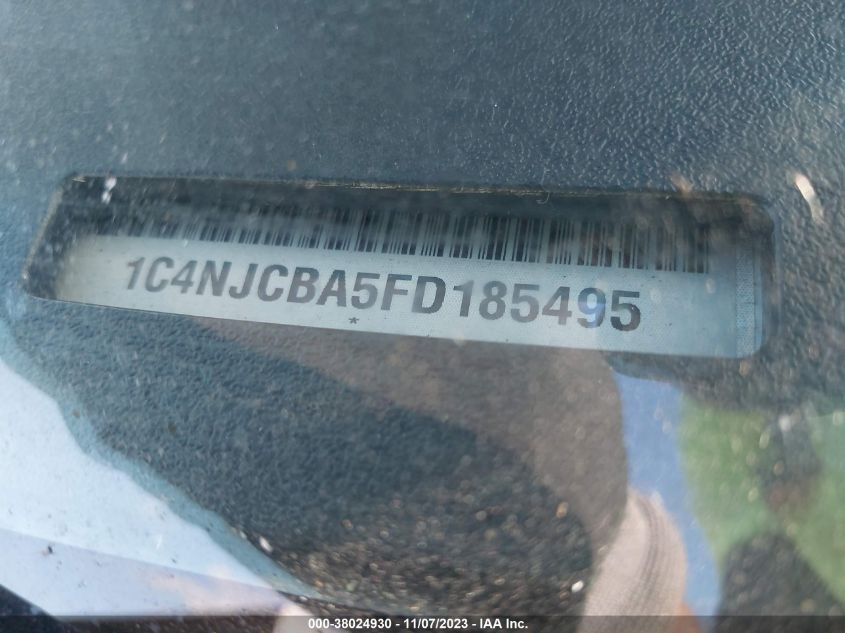 1C4NJCBA5FD185495
*
000-38024930 - 11/07/2023 - IAA Inc.